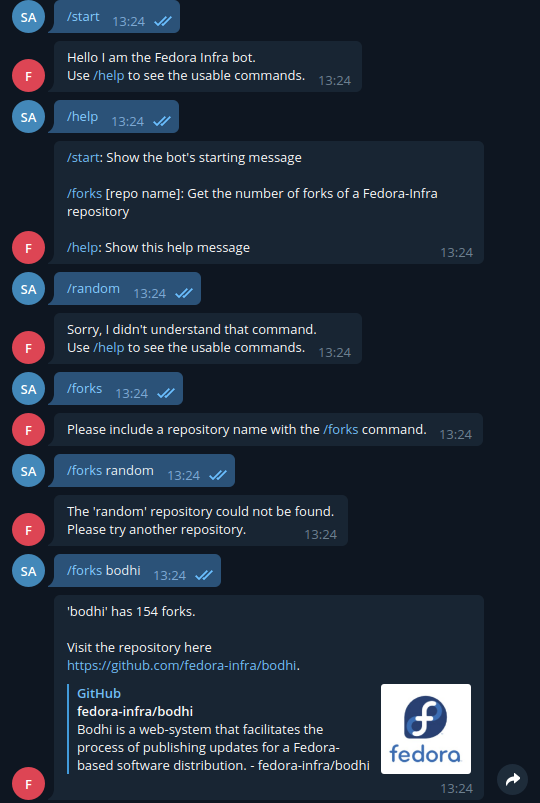 SA
/start 13:24
Hello I am the Fedora Infra bot.
Use /help to see the usable commands. 13:24
F
SA
/help 13:24
/start: Show the bot's starting message
/forks [repo name]: Get the number of forks of a Fedora-Infra
repository
/help: Show this help message
13:24
F
SA
/random 13:24
Sorry, I didn't understand that command.
Use /help to see the usable commands. 13:24
F
SA
/forks 13:24
F
Please include a repository name with the /forks command. 13:24
SA
/forks random 13:24
The 'random' repository could not be found.
Please try another repository. 13:24
F
SA
/forks bodhi 13:24
'bodhi' has 154 forks.
Visit the repository here
https://github.com/fedora-infra/bodhi.
GitHub
fedora-infra/bodhi
Bodhi is a web-system that facilitates the
process of publishing updates for a Fedora-
based software distribution. - fedora-infra/bodhi
fedora
F
13:24